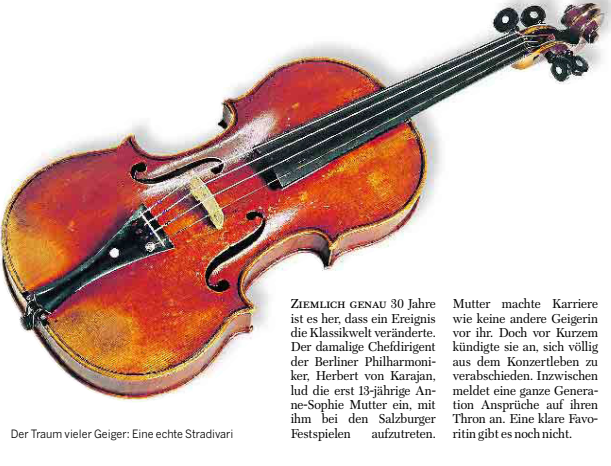 ZIEMLICH GENAU 30 Jahre
ist es her, dass ein Ereignis
die Klassikwelt veränderte.
Der damalige Chefdirigent
der Berliner Philharmoni-
ker, Herbert von Karajan,
lud die erst 13-jährige An-
ne-Sophie Mutter ein, mit
ihm bei den Salzburger
Festspielen aufzutreten.
Mutter machte Karriere
wie keine andere Geigerin
vor ihr. Doch vor Kurzem
kündigte sie an, sich völlig
aus dem Konzertleben zu
verabschieden. Inzwischen
meldet eine ganze Genera-
tion Ansprüche auf ihren
Thron an. Eine klare Favo-
ritin gibt es noch nicht.
Der Traum vieler Geiger: Eine echte Stradivari